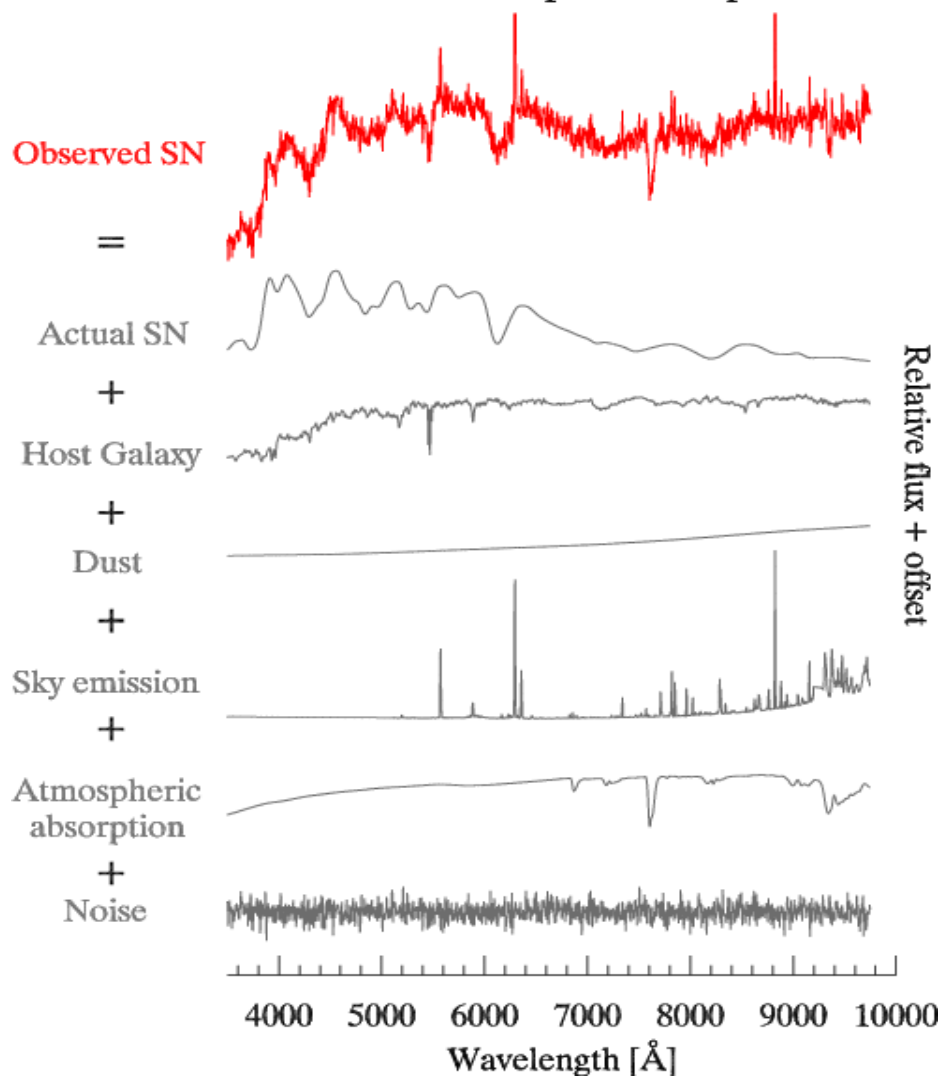 Observed SN
=
Actual SN
+
Host Galaxy
+
Dust
+
Sky emission
+
Atmospheric
absorption
+
Noise
Relative flux + offset
4000 5000 6000 7000 8000 9000 10000
Wavelength [Å]